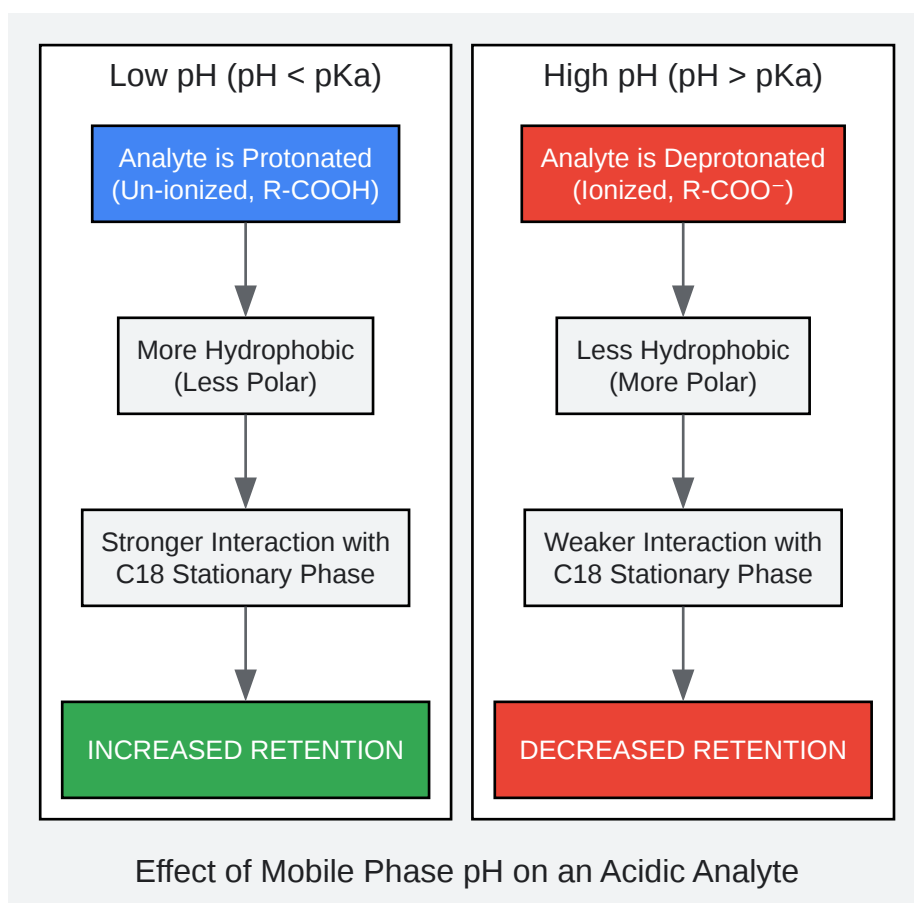 Low pH (pH < pKa)
Analyte is Protonated
(Un-ionized, R-COOH)
More Hydrophobic
(Less Polar)
Stronger Interaction with
C18 Stationary Phase
INCREASED RETENTION
High pH (pH > pKa)
Analyte is Deprotonated
(Ionized, R-COO⁻)
Less Hydrophobic
(More Polar)
Weaker Interaction with
C18 Stationary Phase
DECREASED RETENTION
Effect of Mobile Phase pH on an Acidic Analyte